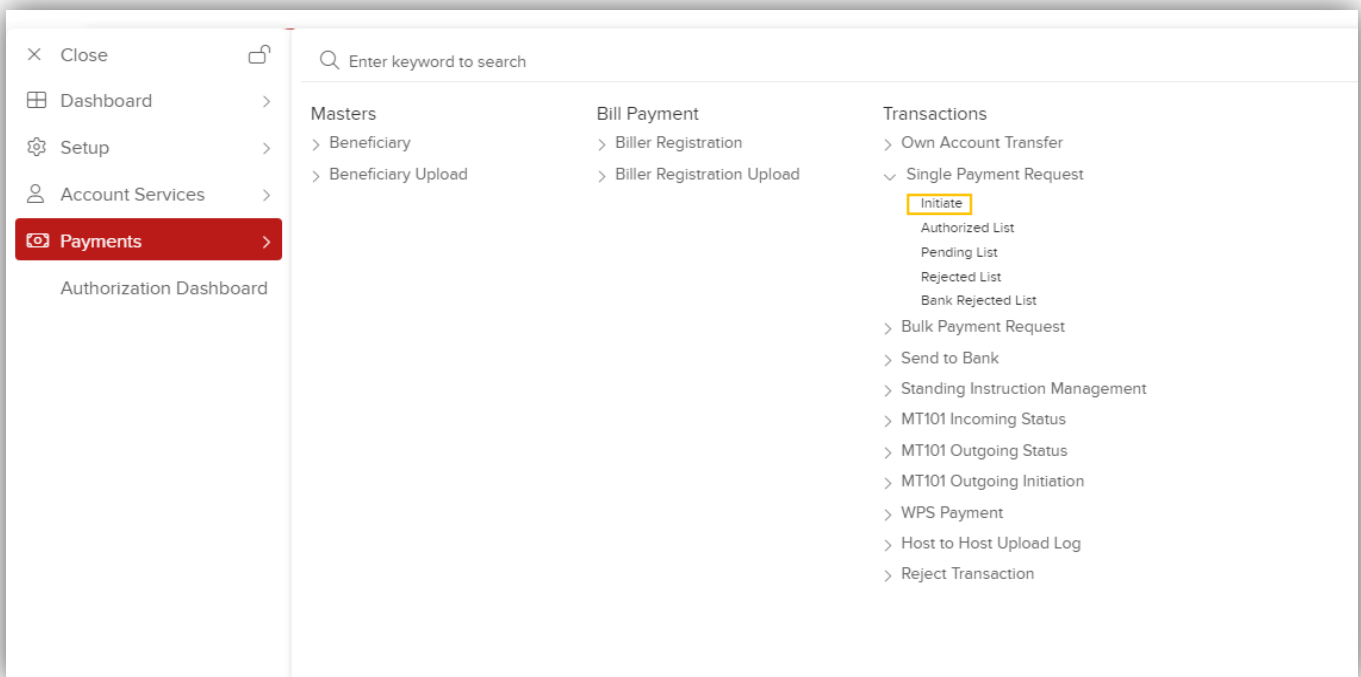 Close
Dashboard
Setup
Account Services
Payments
Authorization Dashboard
Enter keyword to search
Masters
Beneficiary
Beneficiary Upload
Bill Payment
Biller Registration
Biller Registration Upload
Transactions
Own Account Transfer
Single Payment Request
Initiate
Authorized List
Pending List
Rejected List
Bank Rejected List
Bulk Payment Request
Send to Bank
Standing Instruction Management
MT101 Incoming Status
MT101 Outgoing Status
MT101 Outgoing Initiation
WPS Payment
Host to Host Upload Log
Reject Transaction